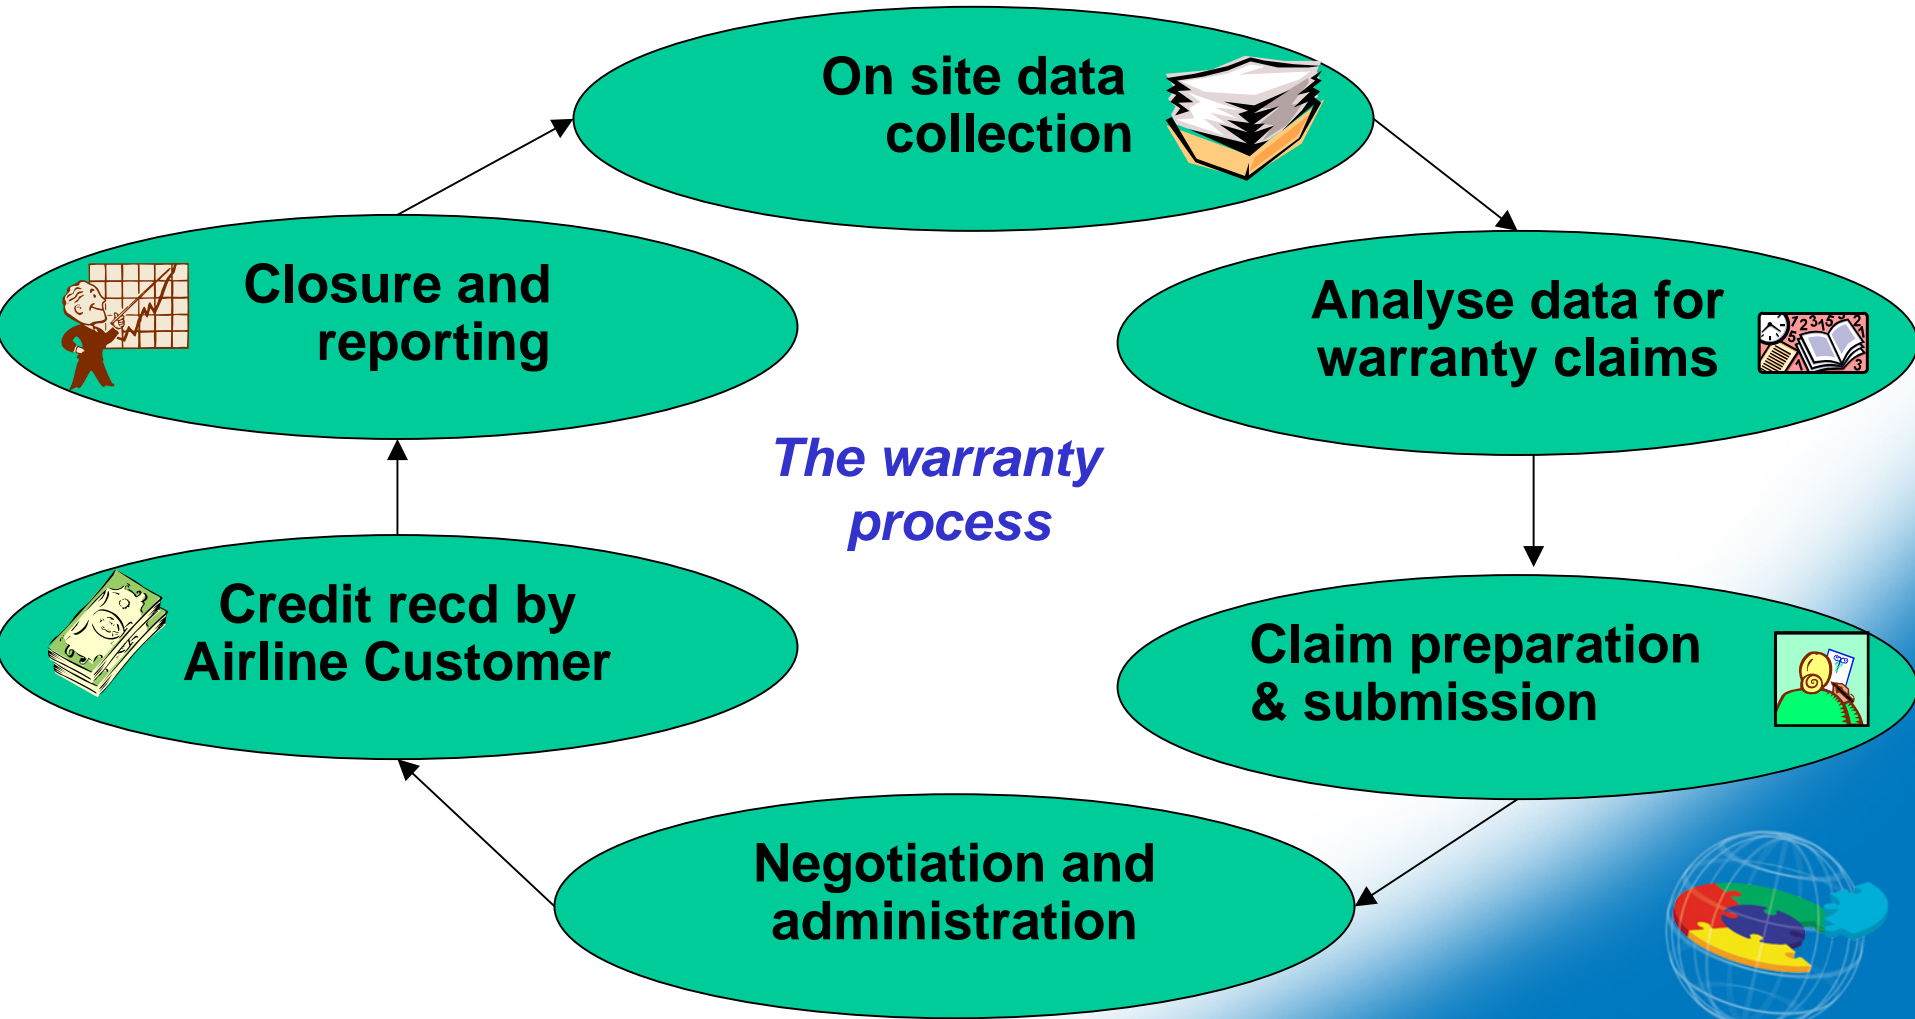 On site data
collection
Analyse data for
warranty claims
Claim preparation
& submission
Negotiation and
administration
Credit recd by
Airline Customer
Closure and
reporting
The warranty
process